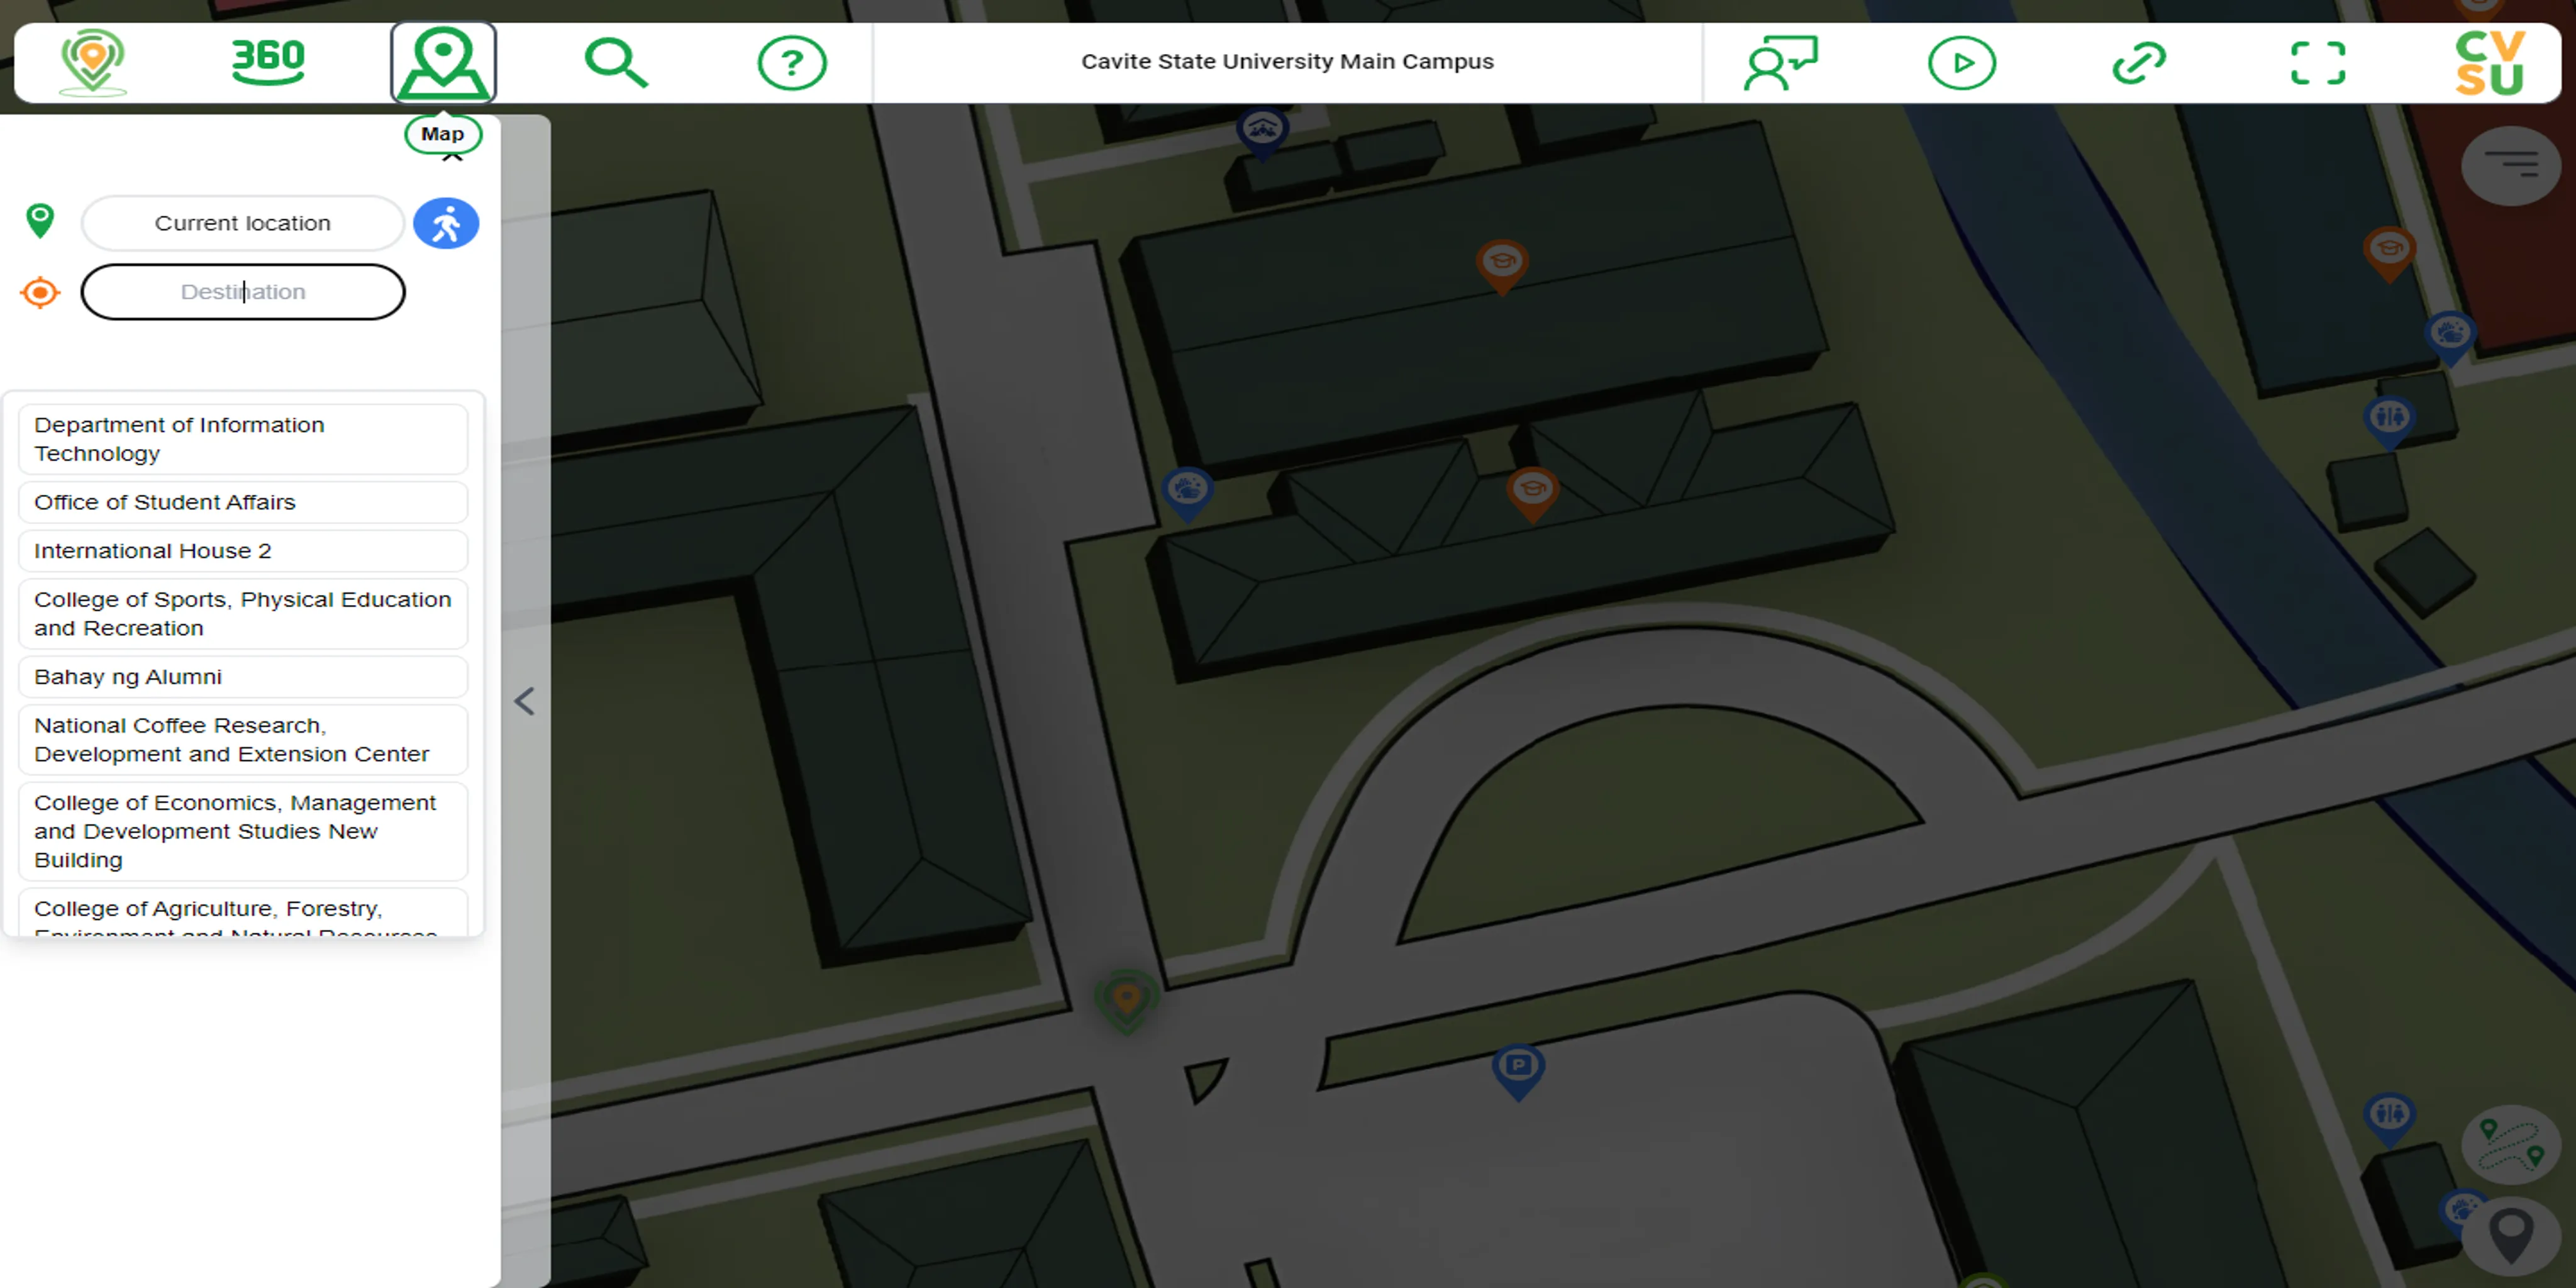 360
?
Cavite State University Main Campus
CV
SU
Map
Current location
Destination
Department of Information
Technology
Office of Student Affairs
International House 2
College of Sports, Physical Education
and Recreation
Bahay ng Alumni
National Coffee Research,
Development and Extension Center
College of Economics, Management
and Development Studies New
Building
College of Agriculture, Forestry,
Environment and Natural Resources
P